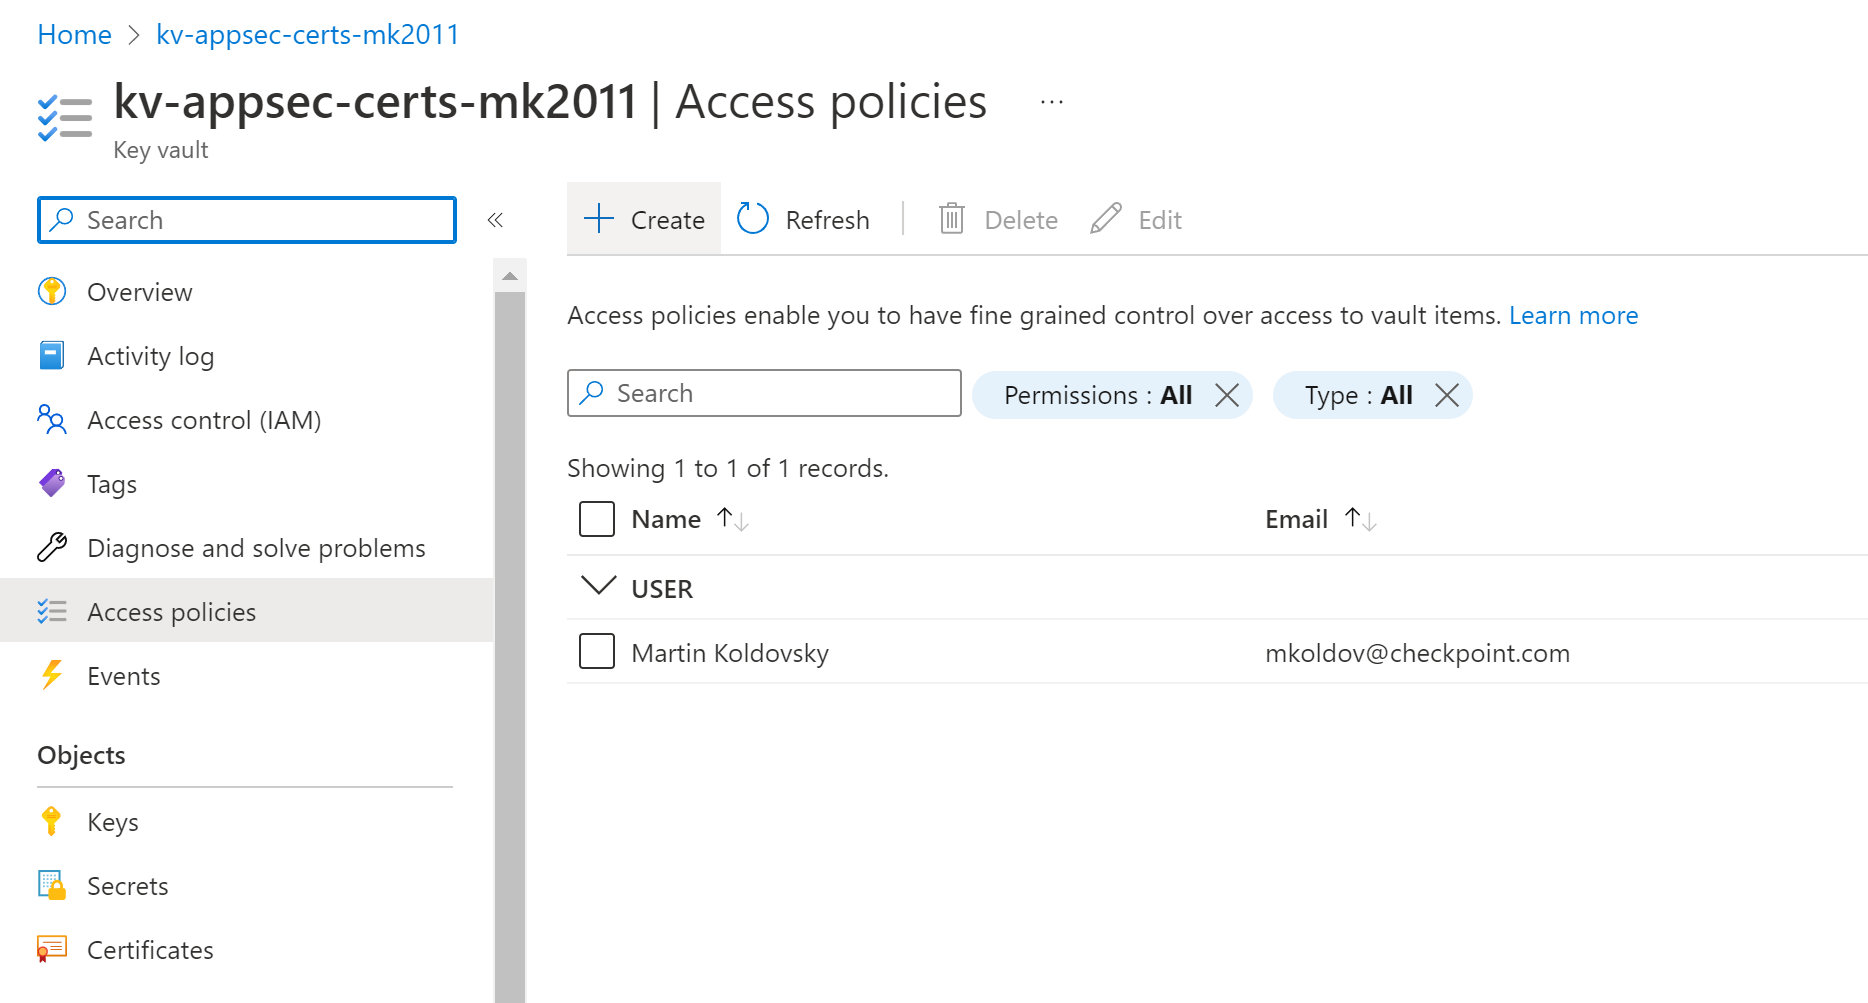 Home > kv-appsec-certs-mk2011
kv-appsec-certs-mk2011 | Access policies ...
Key vault
Search
«
Overview
Activity log
Access control (IAM)
Tags
Diagnose and solve problems
Access policies
Events
Objects
Keys
Secrets
Certificates
Create Refresh Delete Edit
Access policies enable you to have fine grained control over access to vault items. Learn more
Search Permissions : All Type : All
Showing 1 to 1 of 1 records.
Name ↑↓ Email ↑↓
USER
Martin Koldovsky mkoldov@checkpoint.com